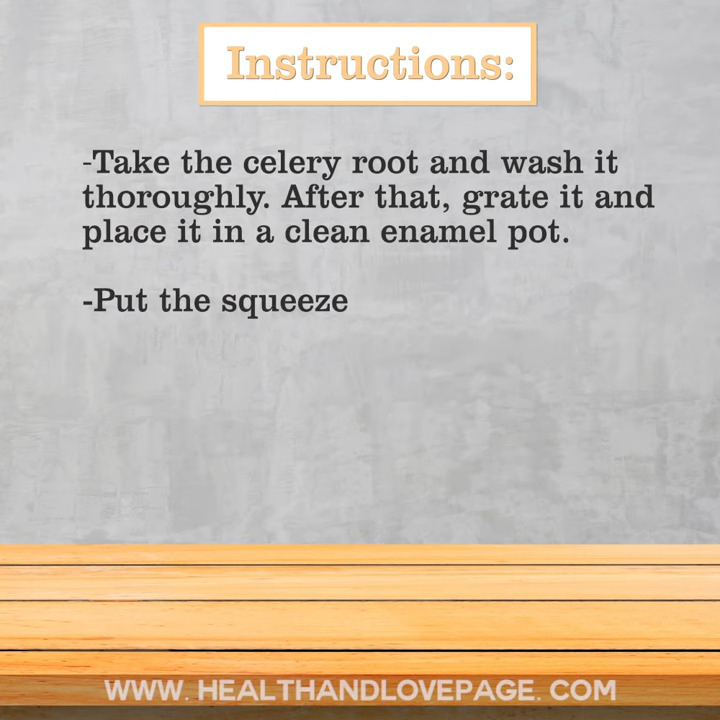 Instructions:
-Take the celery root and wash it
thoroughly. After that, grate it and
place it in a clean enamel pot.
-Put the squeeze
WWW. HEALTHANDLOVEPAGE. COM